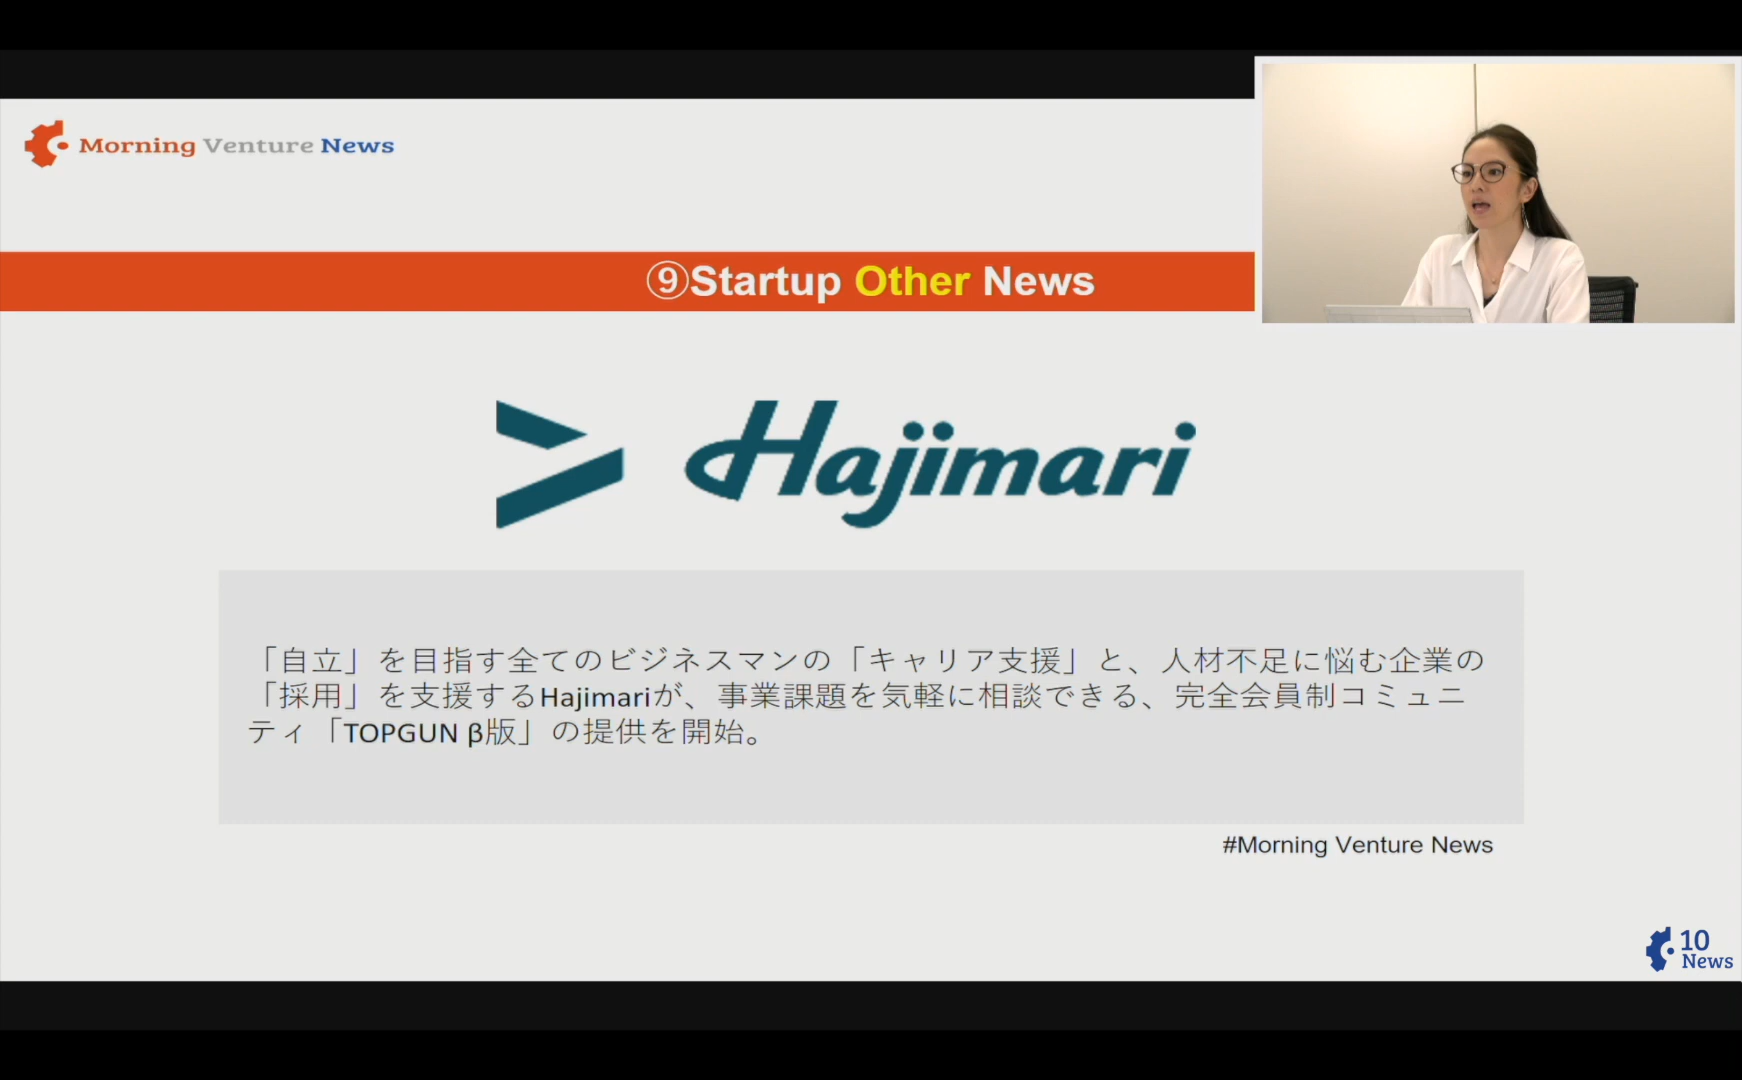 Morning Venture News
⑨Startup Other News
Hajimari
「自立」を目指す全てのビジネスマンの「キャリア支援」と、人材不足に悩む企業の
「採用」を支援するHajimariが、事業課題を気軽に相談できる、完全会員制コミュニ
ティ「TOPGUN β版」の提供を開始。
#Morning Venture News
10
News